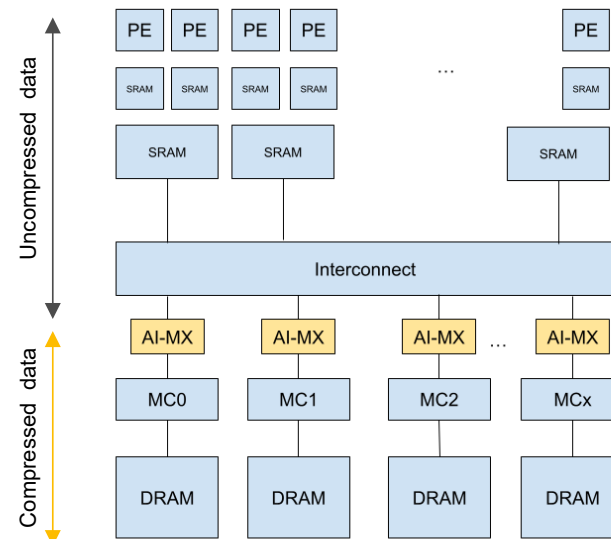 PE PE PE PE PE
...
SRAM SRAM SRAM SRAM SRAM
SRAM SRAM SRAM
Uncompressed data
Interconnect
AI-MX AI-MX AI-MX ... AI-MX
MC0 MC1 MC2 MCx
Compressed data
DRAM DRAM DRAM DRAM